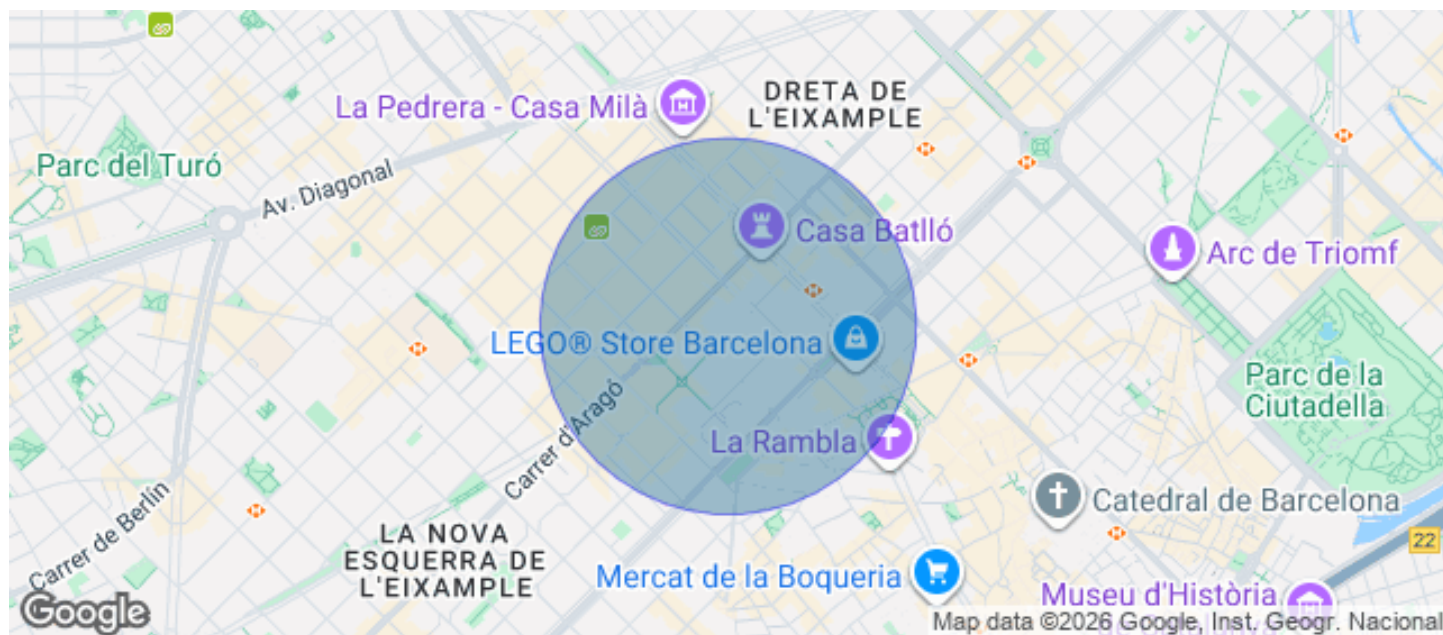 DRETA DE
L'EIXAMPLE
La Pedrera - Casa Milà
Parc del Turó
Av. Diagonal
Casa Batlló
Arc de Triomf
LEGO® Store Barcelona
Parc de la
Ciutadella
Carrer d'Aragó
La Rambla
Catedral de Barcelona
Carrer de Berlín
LA NOVA
ESQUERRA DE
L'EIXAMPLE
22
Mercat de la Boqueria
Museu d'Història
Google
Map data ©2026 Google, Inst. Geogr. Nacional